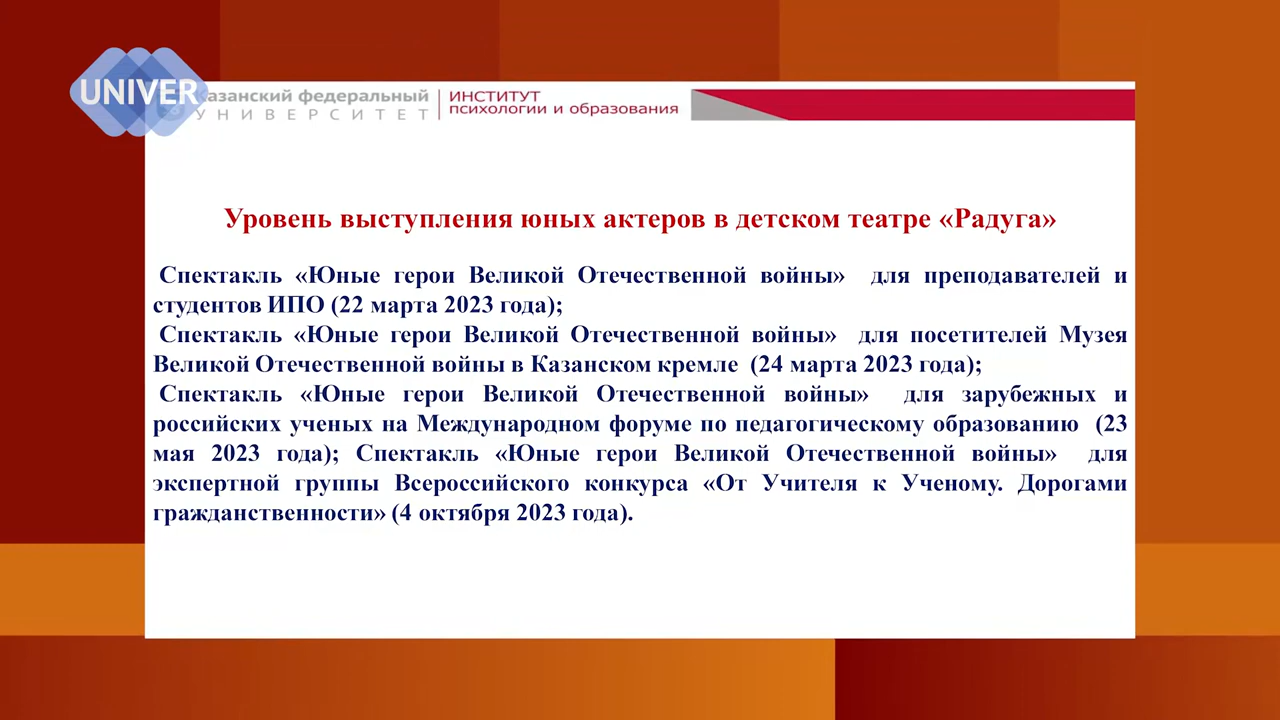 UNIVER
Казанский федеральный
УНИВЕРСИТЕТ
ИНСТИТУТ
психологии и образования
Уровень выступления юных актеров в детском театре «Радуга»
Спектакль «Юные герои Великой Отечественной войны» для преподавателей и
студентов ИПО (22 марта 2023 года);
Спектакль «Юные герои Великой Отечественной войны» для посетителей Музея
Великой Отечественной войны в Казанском кремле (24 марта 2023 года);
Спектакль «Юные герои Великой Отечественной войны» для зарубежных и
российских ученых на Международном форуме по педагогическому образованию (23
мая 2023 года); Спектакль «Юные герои Великой Отечественной войны» для
экспертной группы Всероссийского конкурса «От Учителя к Ученому. Дорогами
гражданственности» (4 октября 2023 года).